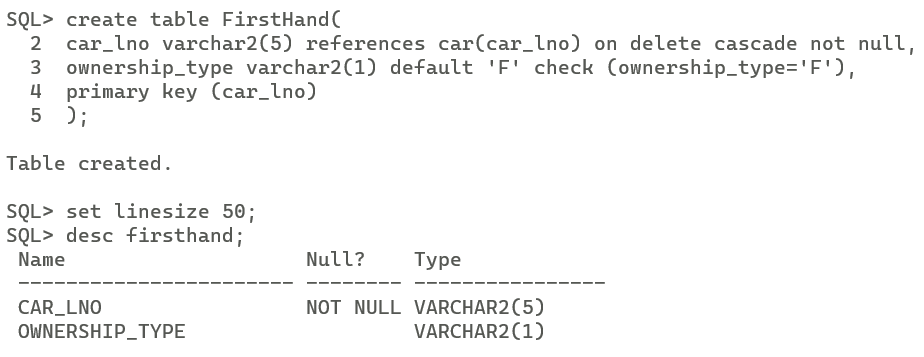 SQL> create table FirstHand(
  2  car_lno varchar2(5) references car(car_lno) on delete cascade not null,
  3  ownership_type varchar2(1) default 'F' check (ownership_type='F'),
  4  primary key (car_lno)
  5  );

Table created.

SQL> set linesize 50;
SQL> desc firsthand;
 Name                    Null?    Type
 ----------------------- -------- ----------------
 CAR_LNO                 NOT NULL VARCHAR2(5)
 OWNERSHIP_TYPE                   VARCHAR2(1)